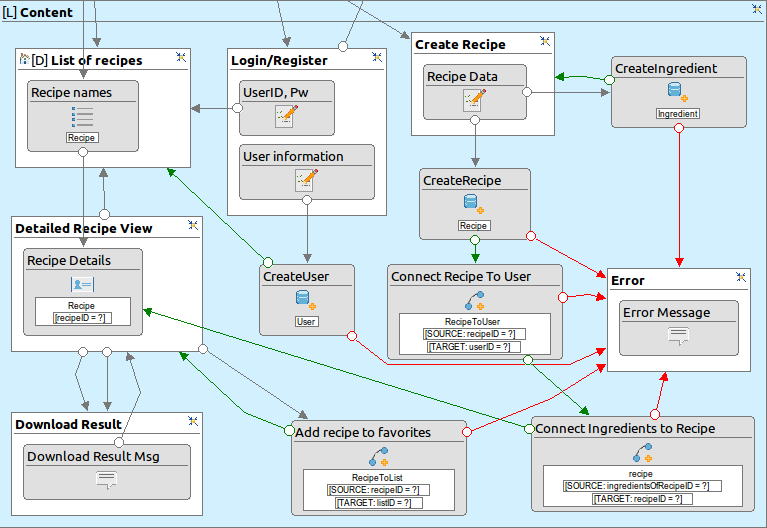 [L] Content
[D] List of recipes
Recipe names
Recipe
Login/Register
UserID, Pw
User information
Create Recipe
Recipe Data
CreateIngredient
Ingredient
CreateRecipe
Recipe
Detailed Recipe View
Recipe Details
Recipe
[recipeID = ?]
CreateUser
User
Connect Recipe To User
RecipeToUser
[SOURCE: recipeID = ?]
[TARGET: userID = ?]
Error
Error Message
Download Result
Download Result Msg
Add recipe to favorites
RecipeToList
[SOURCE: recipeID = ?]
[TARGET: listID = ?]
Connect Ingredients to Recipe
recipe
[SOURCE: ingredientsOfRecipeID = ?]
[TARGET: recipeID = ?]